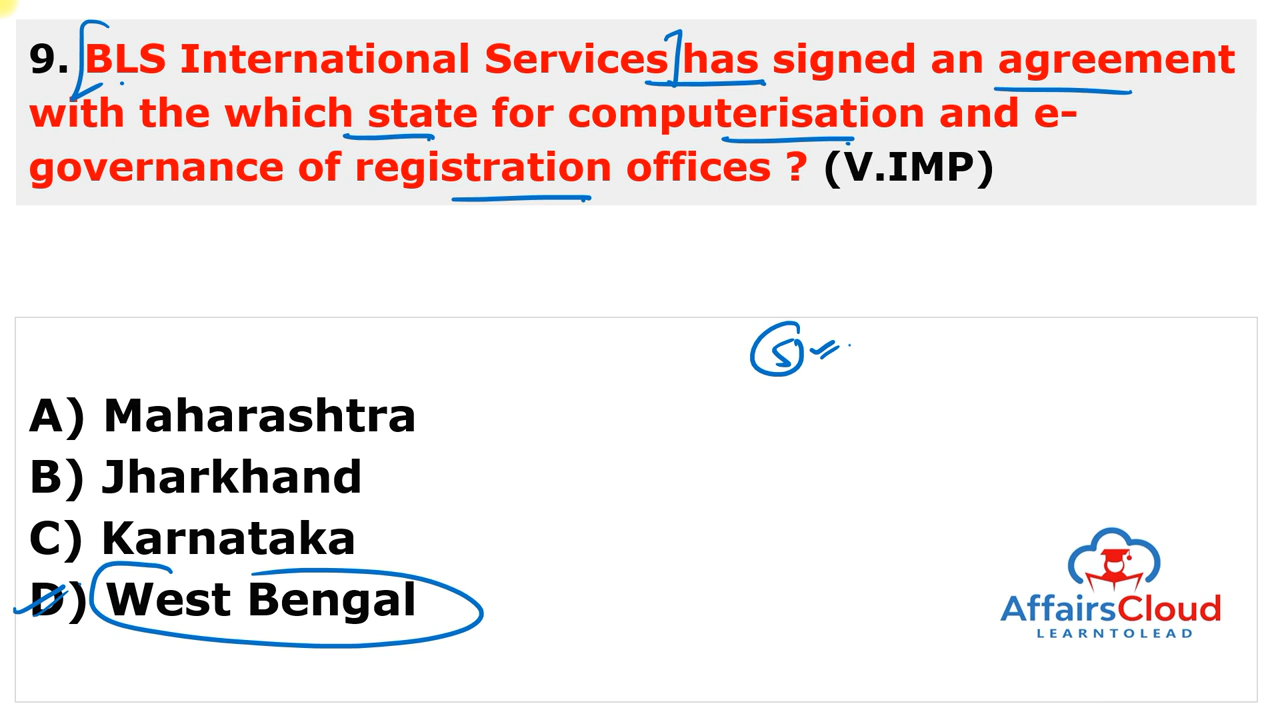 9. BLS International Services has signed an agreement
with the which state for computerisation and e-
governance of registration offices ? (V.IMP)
5
A) Maharashtra
B) Jharkhand
C) Karnataka
D) West Bengal
AffairsCloud
LEARNTOLEAD